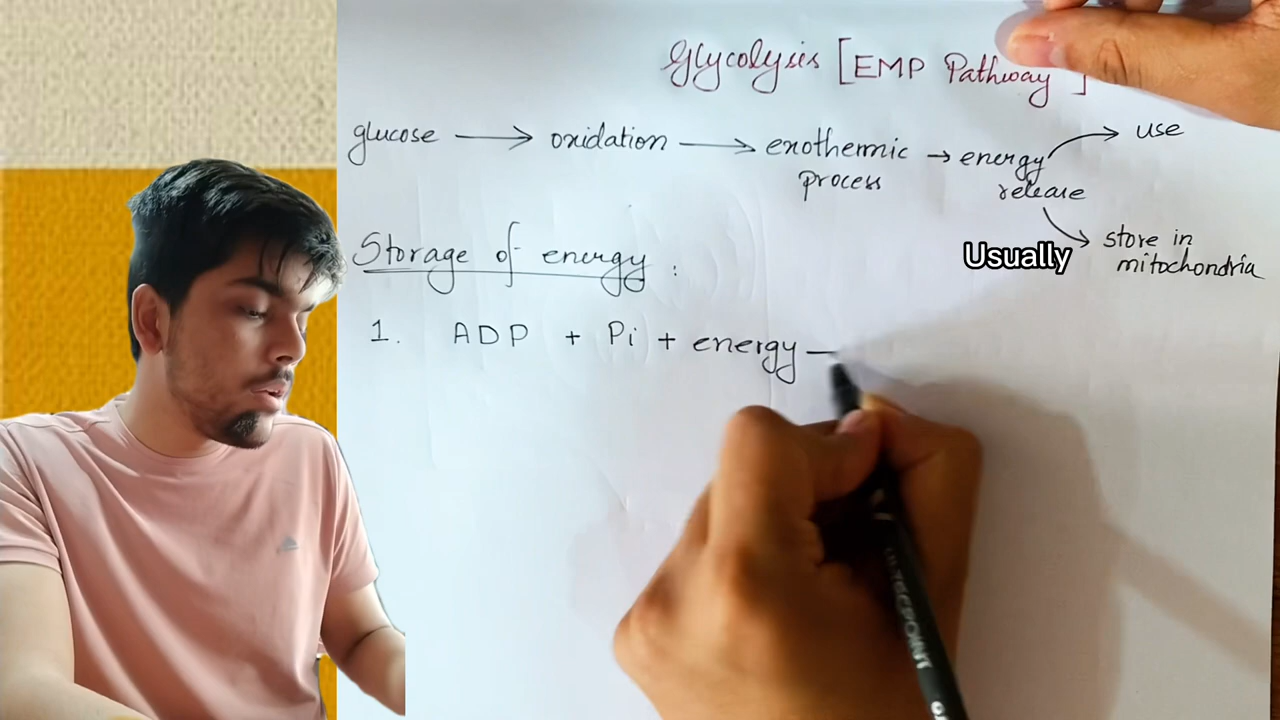 Glycolysis [EMP Pathway]
glucose → oxidation → exothermic process → energy release
→ use
→ store in mitochondria
Usually
Storage of energy :
1. ADP + Pi + energy —